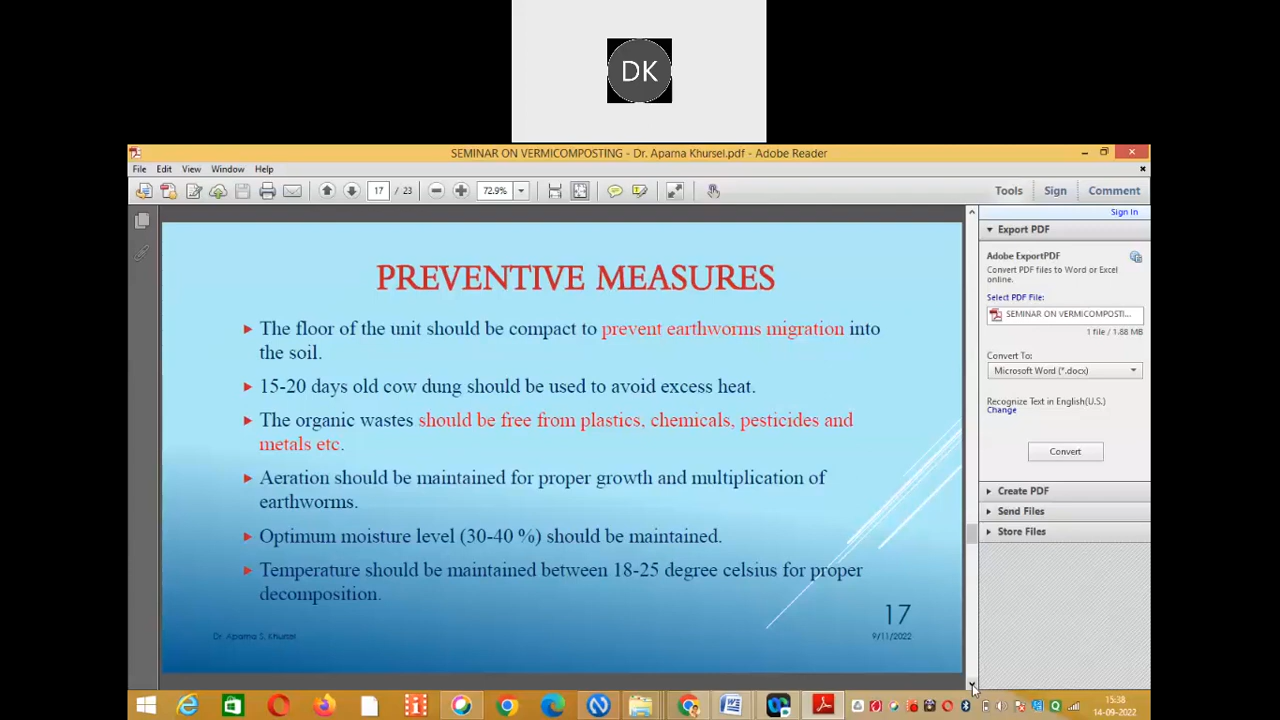 DK
SEMINAR ON VERMICOMPOSTING - Dr. Aparna Khursel.pdf - Adobe Reader
File Edit View Window Help
17 / 23 72.9% Tools Sign Comment
Sign In
Export PDF
Adobe ExportPDF
Convert PDF files to Word or Excel
online.
Select PDF File:
SEMINAR ON VERMICOMPOSTI...
1 file / 1.88 MB
Convert To:
Microsoft Word (*.docx)
Recognize Text in English(U.S.)
Change
Convert
Create PDF
Send Files
Store Files
PREVENTIVE MEASURES
The floor of the unit should be compact to prevent earthworms migration into
the soil.
15-20 days old cow dung should be used to avoid excess heat.
The organic wastes should be free from plastics, chemicals, pesticides and
metals etc.
Aeration should be maintained for proper growth and multiplication of
earthworms.
Optimum moisture level (30-40 %) should be maintained.
Temperature should be maintained between 18-25 degree celsius for proper
decomposition.
17
Dr. Aparna S. Khursel
9/11/2022
15:38
14-09-2022